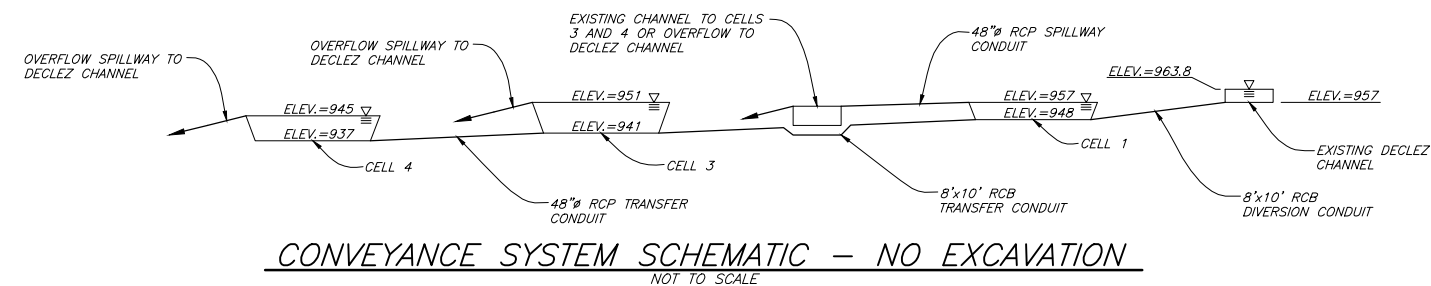 OVERFLOW SPILLWAY TO
DECLEZ CHANNEL
OVERFLOW SPILLWAY TO
DECLEZ CHANNEL
EXISTING CHANNEL TO CELLS
3 AND 4 OR OVERFLOW TO
DECLEZ CHANNEL
48"ø RCP SPILLWAY
CONDUIT
ELEV.=963.8
ELEV.=957
ELEV.=945
ELEV.=937
ELEV.=951
ELEV.=941
ELEV.=957
ELEV.=948
CELL 4
CELL 3
CELL 1
EXISTING DECLEZ
CHANNEL
48"ø RCP TRANSFER
CONDUIT
8'x10' RCB
TRANSFER CONDUIT
8'x10' RCB
DIVERSION CONDUIT
CONVEYANCE SYSTEM SCHEMATIC - NO EXCAVATION
NOT TO SCALE